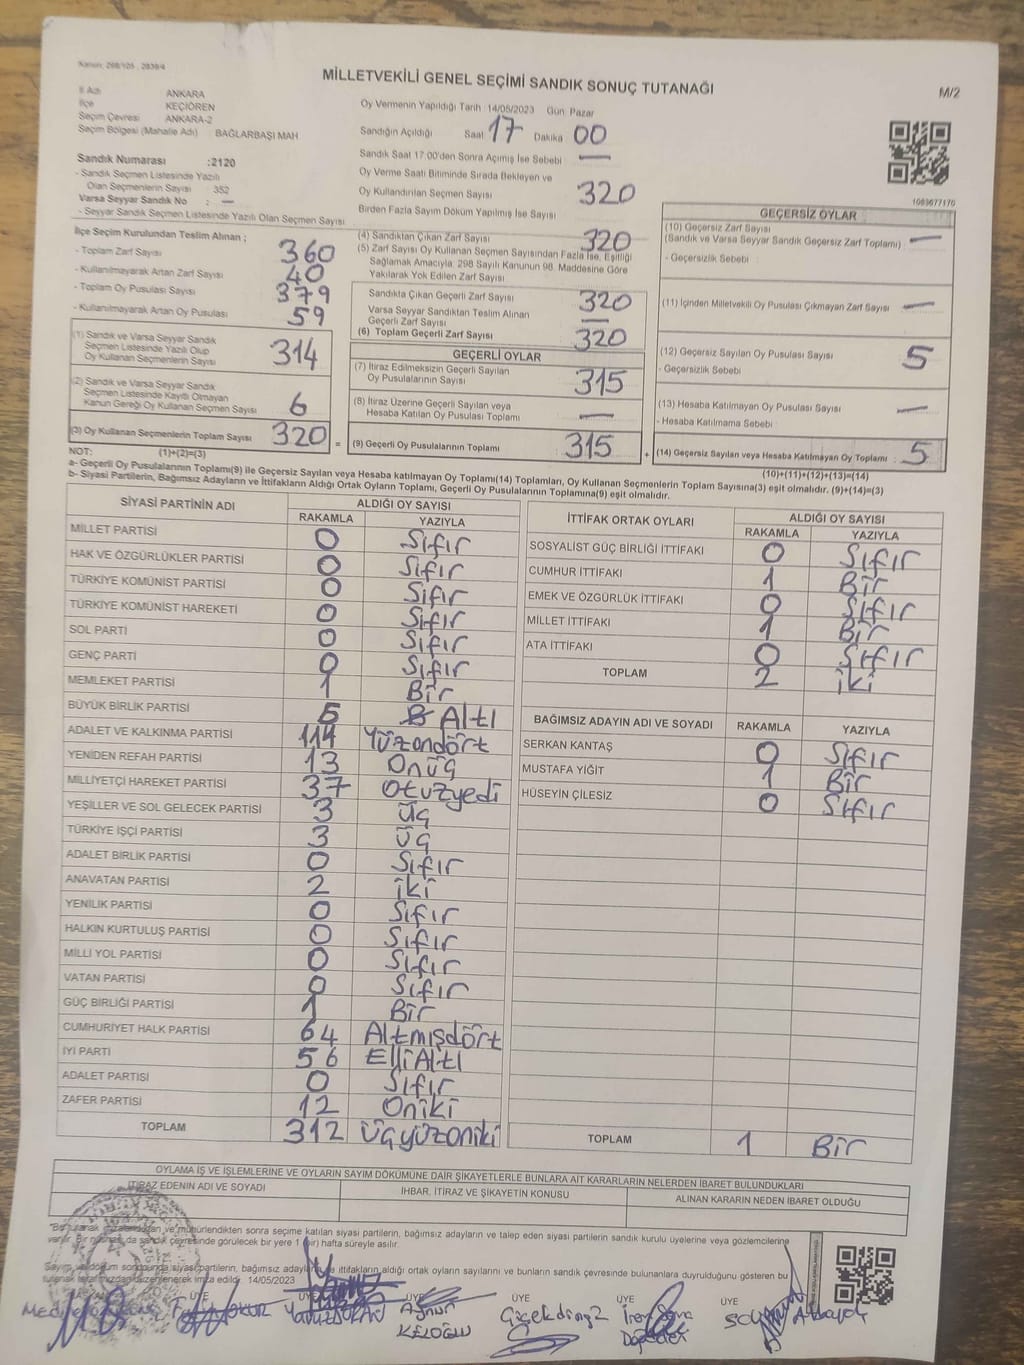 Kanun: 298/105 , 2839/4
MİLLETVEKİLİ GENEL SEÇİMİ SANDIK SONUÇ TUTANAĞI
M/2
İl Adı ANKARA
İlçe KEÇİÖREN
Seçim Çevresi ANKARA-2
Seçim Bölgesi (Mahalle Adı) BAĞLARBAŞI MAH
Sandık Numarası :2120
- Sandık Seçmen Listesinde Yazılı
Olan Seçmenlerin Sayısı : 352
Varsa Seyyar Sandık No : —
- Seyyar Sandık Seçmen Listesinde Yazılı Olan Seçmen Sayısı
Oy Vermenin Yapıldığı Tarih 14/05/2023 Gün: Pazar
Sandığın Açıldığı Saat 17 Dakika 00
Sandık Saat 17:00'den Sonra Açılmış İse Sebebi —
Oy Verme Saati Bitiminde Sırada Bekleyen ve
Oy Kullandırılan Seçmen Sayısı 320
Birden Fazla Sayım Döküm Yapılmış İse Sayısı
1083677170
İlçe Seçim Kurulundan Teslim Alınan ;
- Toplam Zarf Sayısı 360
- Kullanılmayarak Artan Zarf Sayısı 40
- Toplam Oy Pusulası Sayısı 379
- Kullanılmayarak Artan Oy Pusulası 59
(1) Sandık ve Varsa Seyyar Sandık
Seçmen Listesinde Yazılı Olup
Oy Kullanan Seçmenlerin Sayısı 314
(2) Sandık ve Varsa Seyyar Sandık
Seçmen Listesinde Kayıtlı Olmayan
Kanun Gereği Oy Kullanan Seçmen Sayısı 6
(3) Oy Kullanan Seçmenlerin Toplam Sayısı 320 =
(4) Sandıktan Çıkan Zarf Sayısı 320
(5) Zarf Sayısı Oy Kullanan Seçmen Sayısından Fazla İse, Eşitliği
Sağlamak Amacıyla, 298 Sayılı Kanunun 98. Maddesine Göre
Yakılarak Yok Edilen Zarf Sayısı
Sandıkta Çıkan Geçerli Zarf Sayısı 320
Varsa Seyyar Sandıktan Teslim Alınan
Geçerli Zarf Sayısı —
(6) Toplam Geçerli Zarf Sayısı 320
GEÇERLİ OYLAR
(7) İtiraz Edilmeksizin Geçerli Sayılan
Oy Pusulalarının Sayısı 315
(8) İtiraz Üzerine Geçerli Sayılan veya
Hesaba Katılan Oy Pusulası Toplamı —
(9) Geçerli Oy Pusulalarının Toplamı 315 +
GEÇERSİZ OYLAR
(10) Geçersiz Zarf Sayısı
(Sandık ve Varsa Seyyar Sandık Geçersiz Zarf Toplamı) —
- Geçersizlik Sebebi :
(11) İçinden Milletvekili Oy Pusulası Çıkmayan Zarf Sayısı —
(12) Geçersiz Sayılan Oy Pusulası Sayısı 5
- Geçersizlik Sebebi
(13) Hesaba Katılmayan Oy Pusulası Sayısı —
- Hesaba Katılmama Sebebi :
(14) Geçersiz Sayılan veya Hesaba Katılmayan Oy Toplamı : 5
NOT: (1)+(2)=(3)
(10)+(11)+(12)+(13)=(14)
a- Geçerli Oy Pusulalarının Toplamı(9) ile Geçersiz Sayılan veya Hesaba katılmayan Oy Toplamı(14) Toplamları, Oy Kullanan Seçmenlerin Toplam Sayısına(3) eşit olmalıdır. (9)+(14)=(3)
b- Siyasi Partilerin, Bağımsız Adayların ve İttifakların Aldığı Ortak Oyların Toplamı, Geçerli Oy Pusulalarının Toplamına(9) eşit olmalıdır.
SİYASİ PARTİNİN ADI ALDIĞI OY SAYISI
RAKAMLA YAZIYLA
MİLLET PARTİSİ 0 Sıfır
HAK VE ÖZGÜRLÜKLER PARTİSİ 0 Sıfır
TÜRKİYE KOMÜNİST PARTİSİ 0 Sıfır
TÜRKİYE KOMÜNİST HAREKETİ 0 Sıfır
SOL PARTİ 0 Sıfır
GENÇ PARTİ 0 Sıfır
MEMLEKET PARTİSİ 1 Bir
BÜYÜK BİRLİK PARTİSİ 6 Altı
ADALET VE KALKINMA PARTİSİ 114 Yüzondört
YENİDEN REFAH PARTİSİ 13 Onüç
MİLLİYETÇİ HAREKET PARTİSİ 37 Otuzyedi
YEŞİLLER VE SOL GELECEK PARTİSİ 3 Üç
TÜRKİYE İŞÇİ PARTİSİ 3 Üç
ADALET BİRLİK PARTİSİ 0 Sıfır
ANAVATAN PARTİSİ 2 iki
YENİLİK PARTİSİ 0 Sıfır
HALKIN KURTULUŞ PARTİSİ 0 Sıfır
MİLLİ YOL PARTİSİ 0 Sıfır
VATAN PARTİSİ 0 Sıfır
GÜÇ BİRLİĞİ PARTİSİ 1 Bir
CUMHURİYET HALK PARTİSİ 64 Altmışdört
İYİ PARTİ 56 Elli Altı
ADALET PARTİSİ 0 Sıfır
ZAFER PARTİSİ 12 Oniki
TOPLAM 312 Üçyüzoniki
İTTİFAK ORTAK OYLARI ALDIĞI OY SAYISI
RAKAMLA YAZIYLA
SOSYALİST GÜÇ BİRLİĞİ İTTİFAKI 0 Sıfır
CUMHUR İTTİFAKI 1 Bir
EMEK VE ÖZGÜRLÜK İTTİFAKI 0 Sıfır
MİLLET İTTİFAKI 1 Bir
ATA İTTİFAKI 0 Sıfır
TOPLAM 2 iki
BAĞIMSIZ ADAYIN ADI VE SOYADI RAKAMLA YAZIYLA
SERKAN KANTAŞ 0 Sıfır
MUSTAFA YİĞİT 1 Bir
HÜSEYİN ÇİLESİZ 0 Sıfır
TOPLAM 1 Bir
OYLAMA İŞ VE İŞLEMLERİNE VE OYLARIN SAYIM DÖKÜMÜNE DAİR ŞİKAYETLERLE BUNLARA AİT KARARLARIN NELERDEN İBARET BULUNDUKLARI
İTİRAZ EDENİN ADI VE SOYADI İHBAR, İTİRAZ VE ŞİKAYETİN KONUSU ALINAN KARARIN NEDEN İBARET OLDUĞU
"Bu tutanak imzalandıktan ve mühürlendikten sonra seçime katılan siyasi partilerin, bağımsız adayların ve talep eden siyasi partilerin sandık kurulu üyelerine veya gözlemcilerine
verilir. Bir nüshası da sandık çevresinde görülecek bir yere 1 (bir) hafta süreyle asılır.
Sayım ve döküm sonucunda siyasi partilerin, bağımsız adayların ve ittifakların aldığı ortak oyların sayılarını ve bunların sandık çevresinde bulunanlara duyrulduğunu gösteren bu
tutanak tarafımızdan düzenlenerek imza edildi. 14/05/2023
ÜYE ÜYE ÜYE ÜYE ÜYE